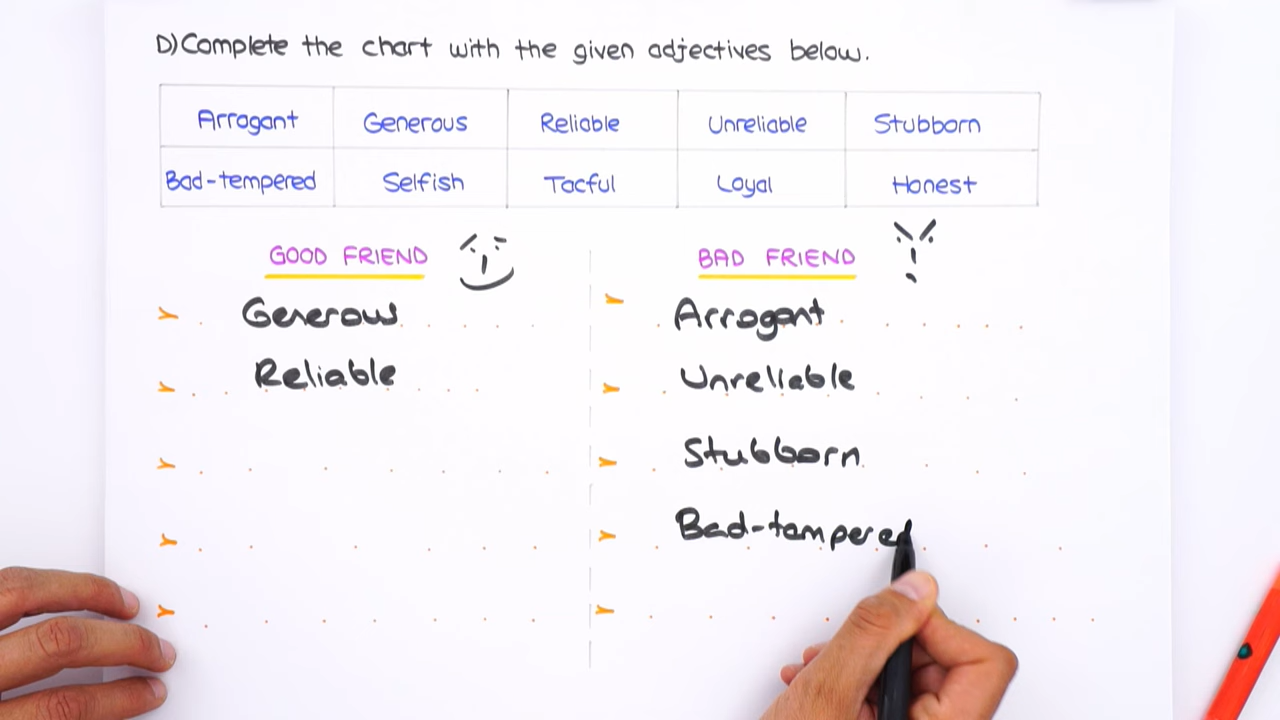 D) Complete the chart with the given adjectives below.
Arrogant Generous Reliable Unreliable Stubborn
Bad-tempered Selfish Tacful Loyal Honest
GOOD FRIEND BAD FRIEND
Generous Arrogant
Reliable Unreliable
Stubborn
Bad-tampered